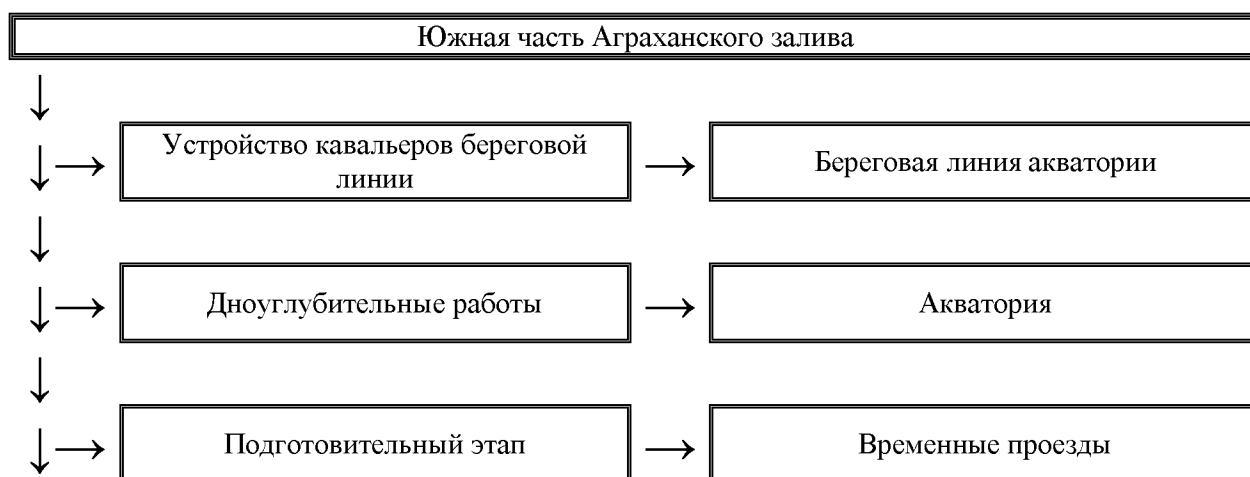 Южная часть Аграханского залива
Устройство кавальеров береговой
линии
Береговая линия акватории
Дноуглубительные работы
Акватория
Подготовительный этап
Временные проезды